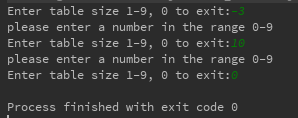 Enter table size 1-9, 0 to exit:-3
please enter a number in the range 0-9
Enter table size 1-9, 0 to exit:10
please enter a number in the range 0-9
Enter table size 1-9, 0 to exit:0
Process finished with exit code 0